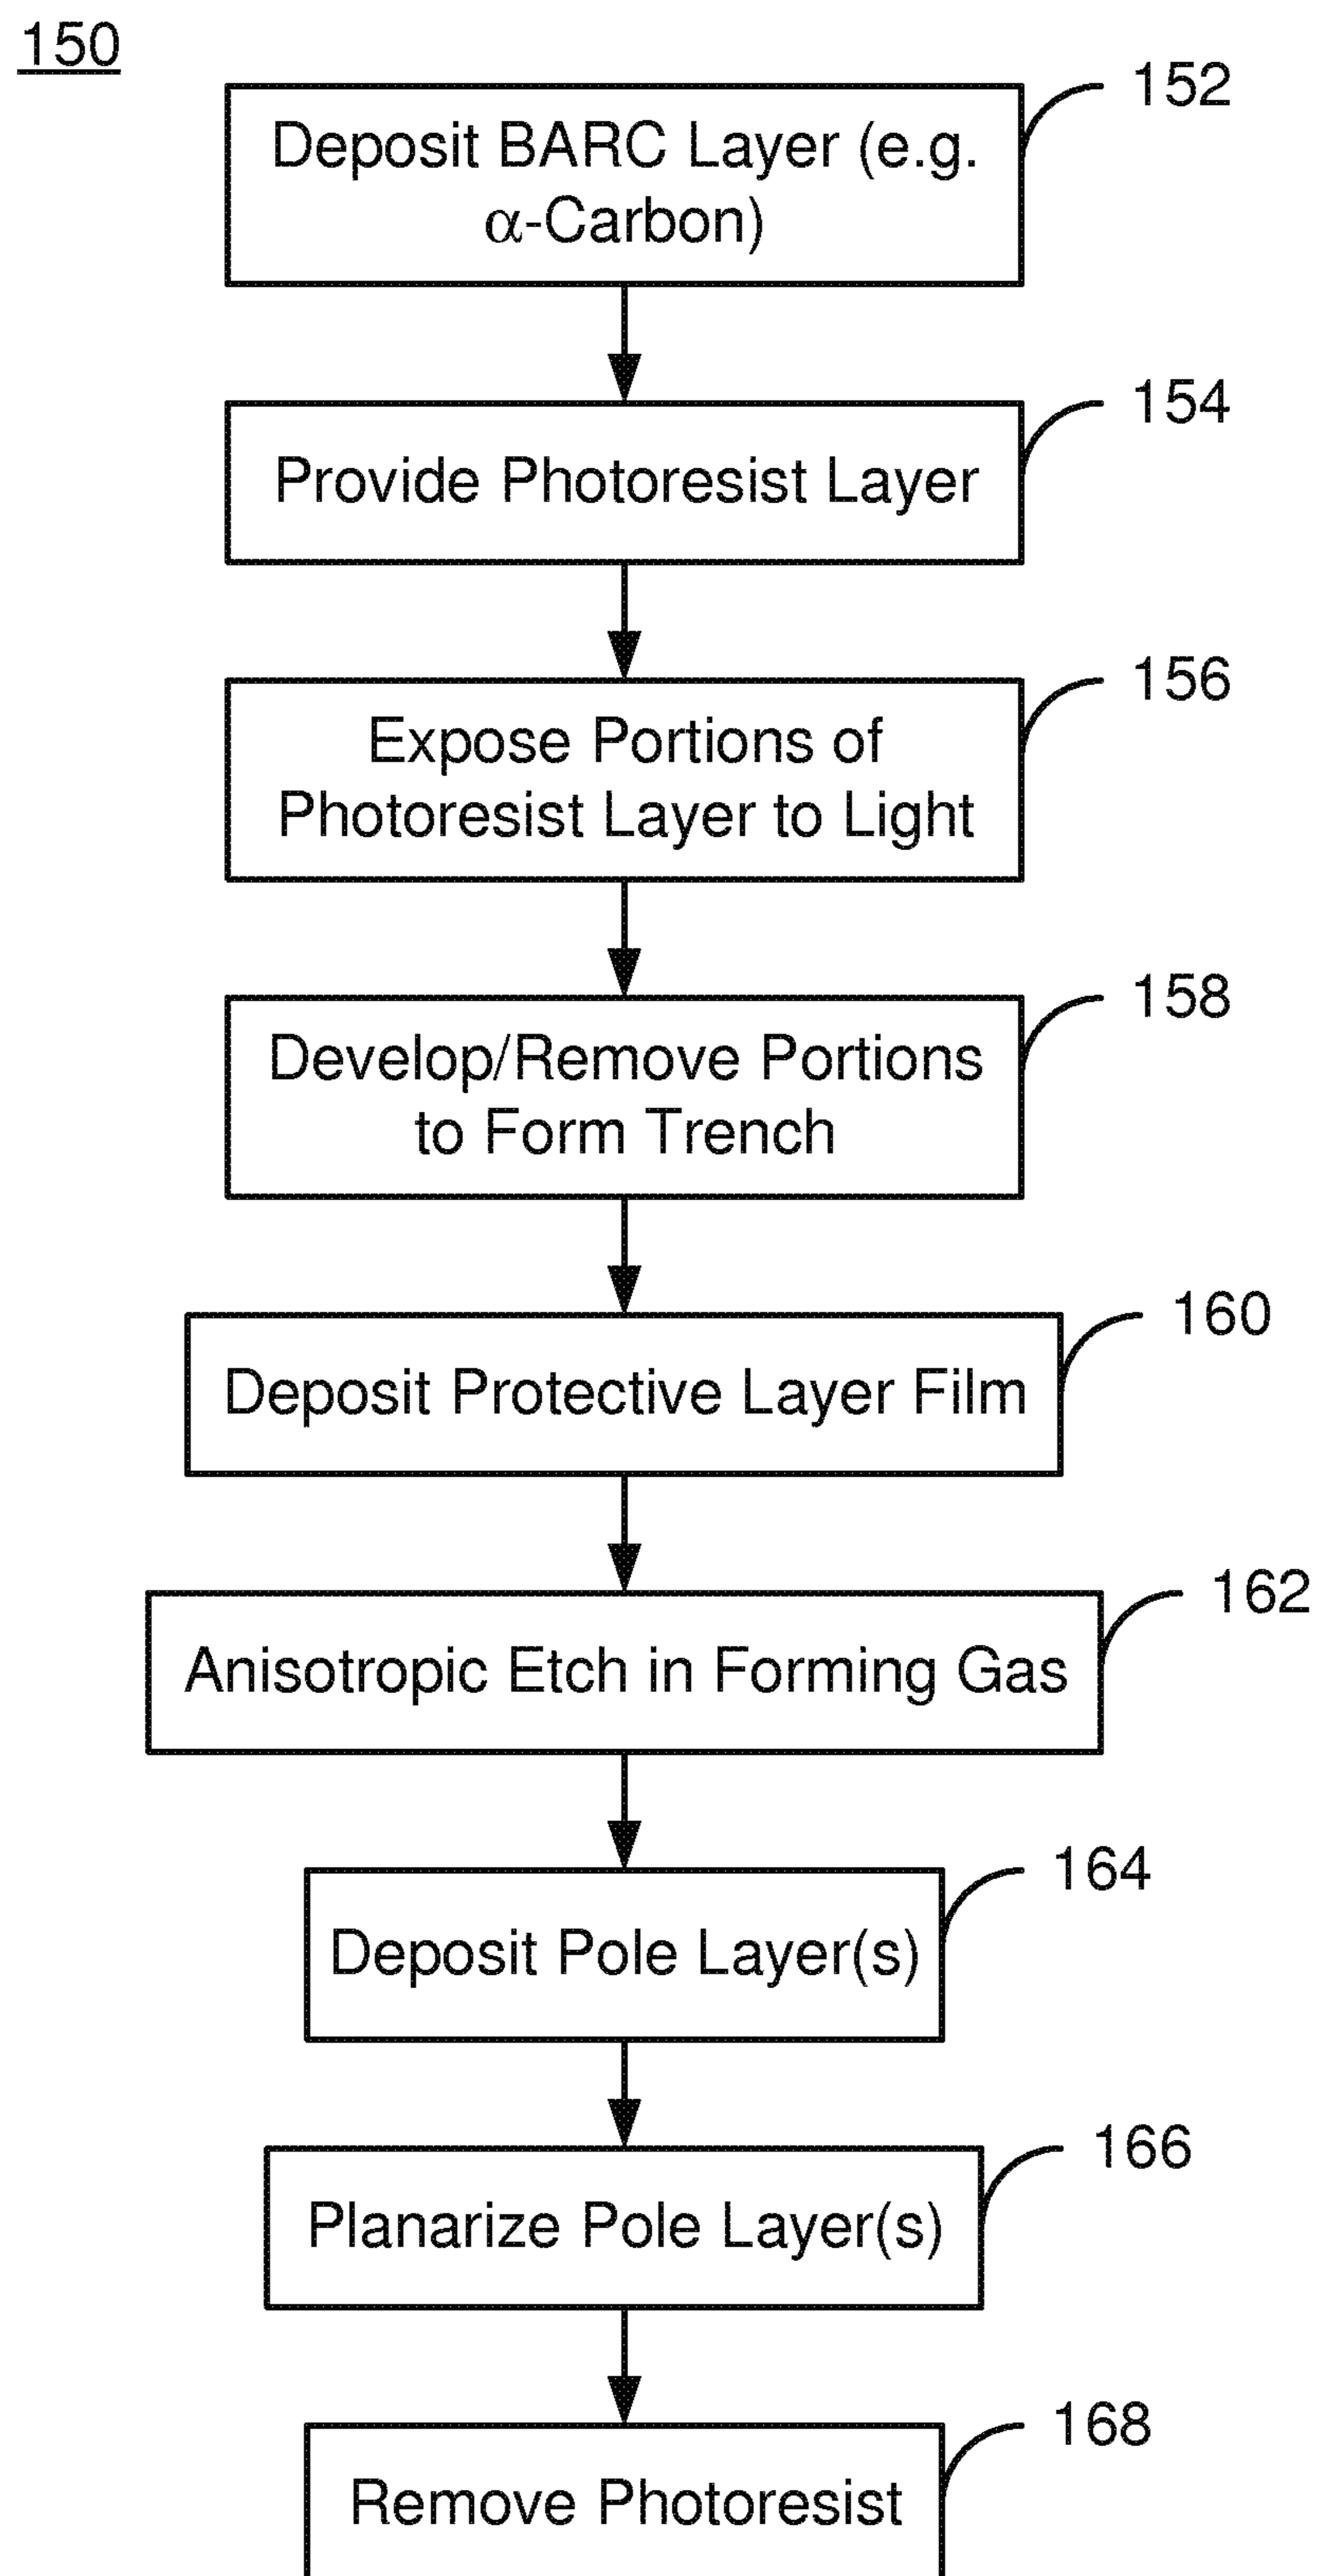 150
152
Deposit BARC Layer (e.g.
α-Carbon)
154
Provide Photoresist Layer
156
Expose Portions of
Photoresist Layer to Light
158
Develop/Remove Portions
to Form Trench
160
Deposit Protective Layer Film
162
Anisotropic Etch in Forming Gas
164
Deposit Pole Layer(s)
166
Planarize Pole Layer(s)
168
Remove Photoresist